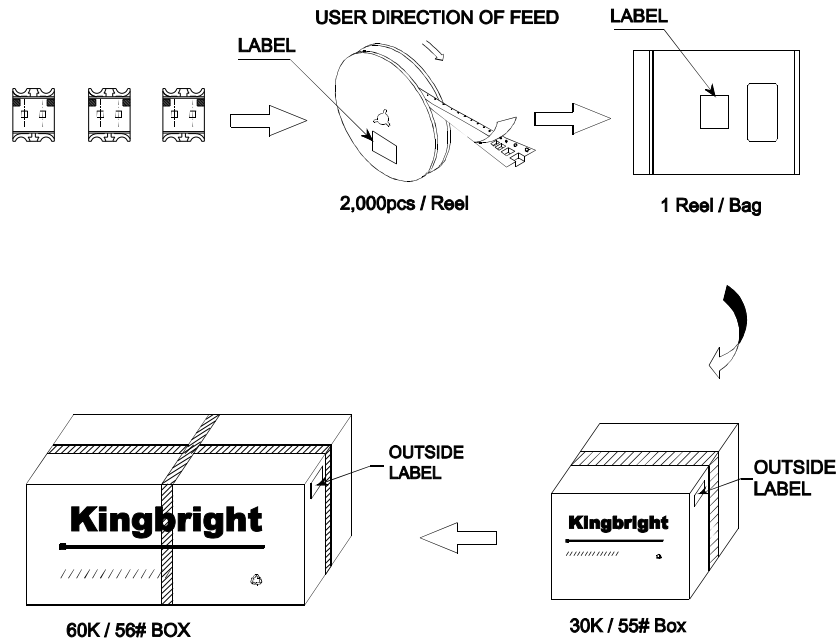 USER DIRECTION OF FEED
LABEL
LABEL
2,000pcs / Reel
1 Reel / Bag
OUTSIDE
LABEL
Kingbright
60K / 56# BOX
OUTSIDE
LABEL
Kingbright
30K / 55# Box